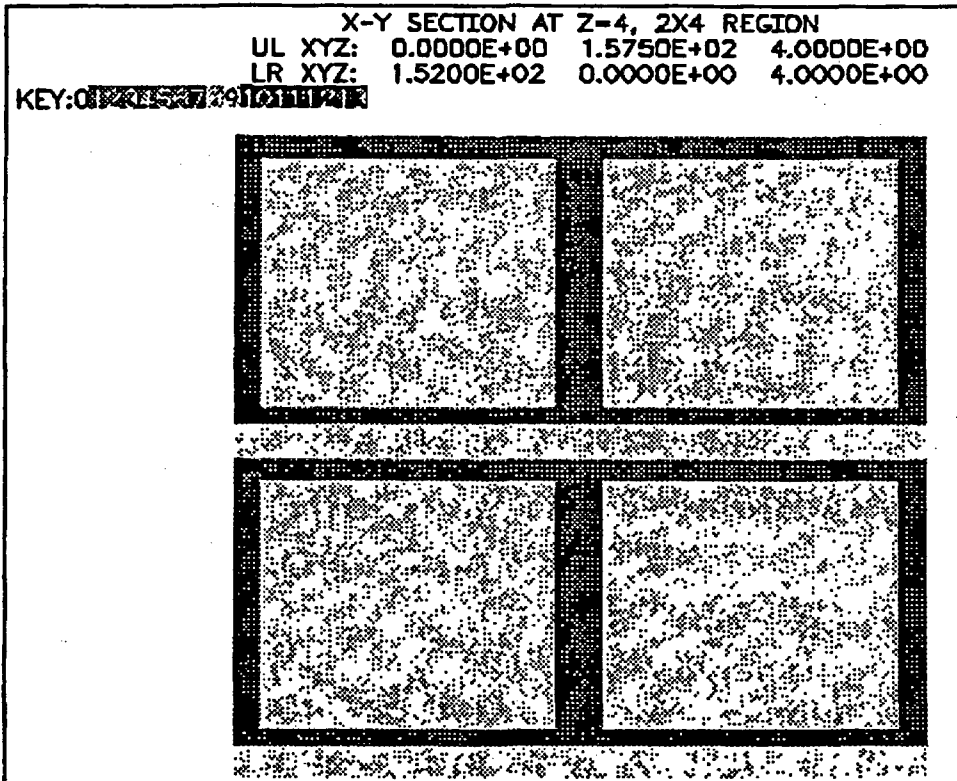 X-Y SECTION AT Z=4, 2X4 REGION
UL XYZ: 0.0000E+00 1.5750E+02 4.0000E+00
LR XYZ: 1.5200E+02 0.0000E+00 4.0000E+00
KEY:0